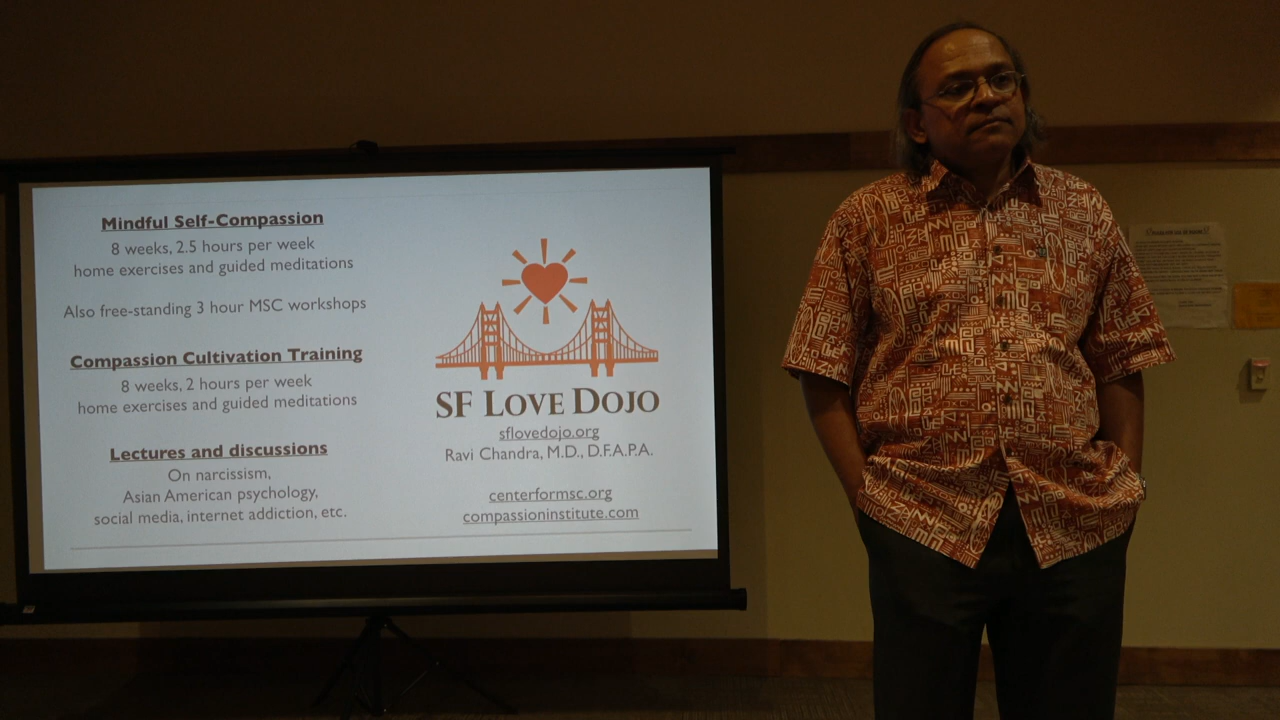 Mindful Self-Compassion
8 weeks, 2.5 hours per week
home exercises and guided meditations
Also free-standing 3 hour MSC workshops
Compassion Cultivation Training
8 weeks, 2 hours per week
home exercises and guided meditations
Lectures and discussions
On narcissism,
Asian American psychology,
social media, internet addiction, etc.
SF LOVE DOJO
sflovedojo.org
Ravi Chandra, M.D., D.F.A.P.A.
centerformsc.org
compassioninstitute.com